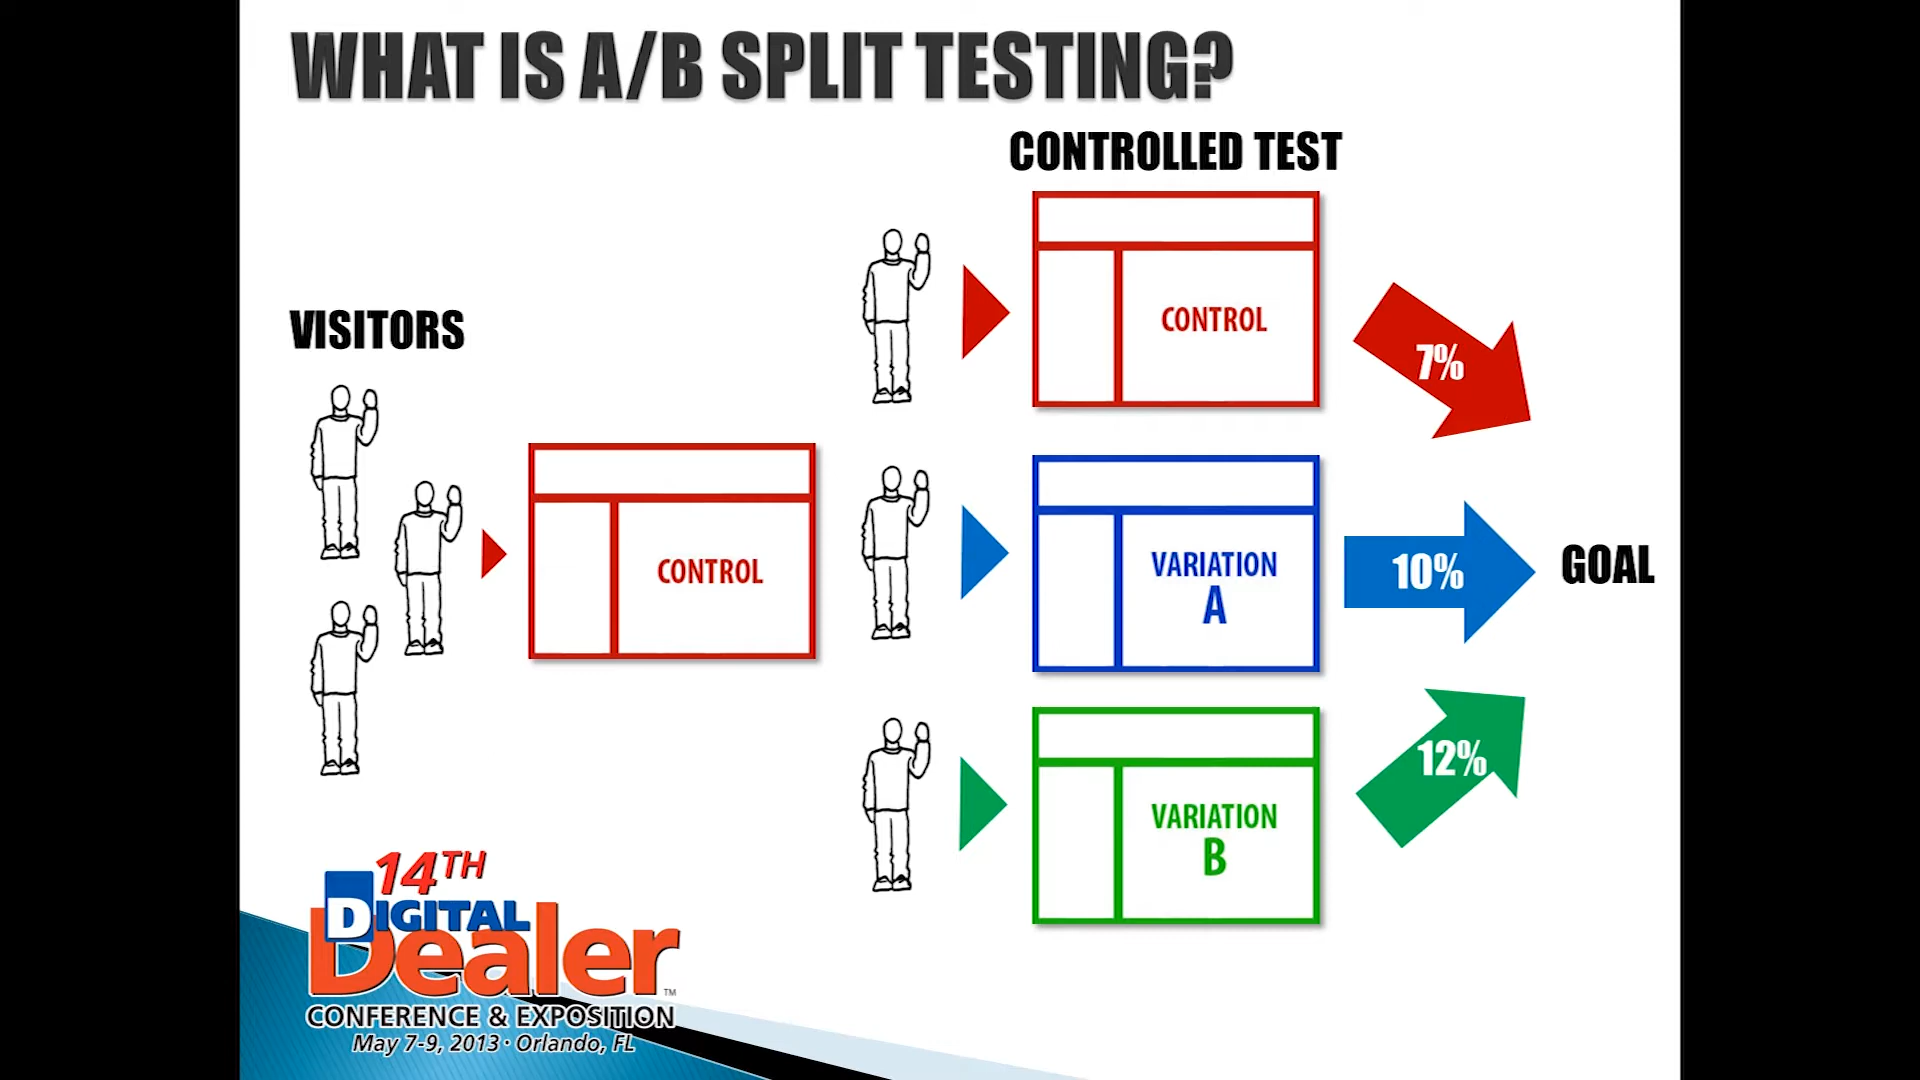 WHAT IS A/B SPLIT TESTING?
CONTROLLED TEST
VISITORS
CONTROL
CONTROL
7%
VARIATION
A
10%
GOAL
VARIATION
B
12%
14TH
DIGITAL
Dealer
TM
CONFERENCE & EXPOSITION
May 7-9, 2013 · Orlando, FL